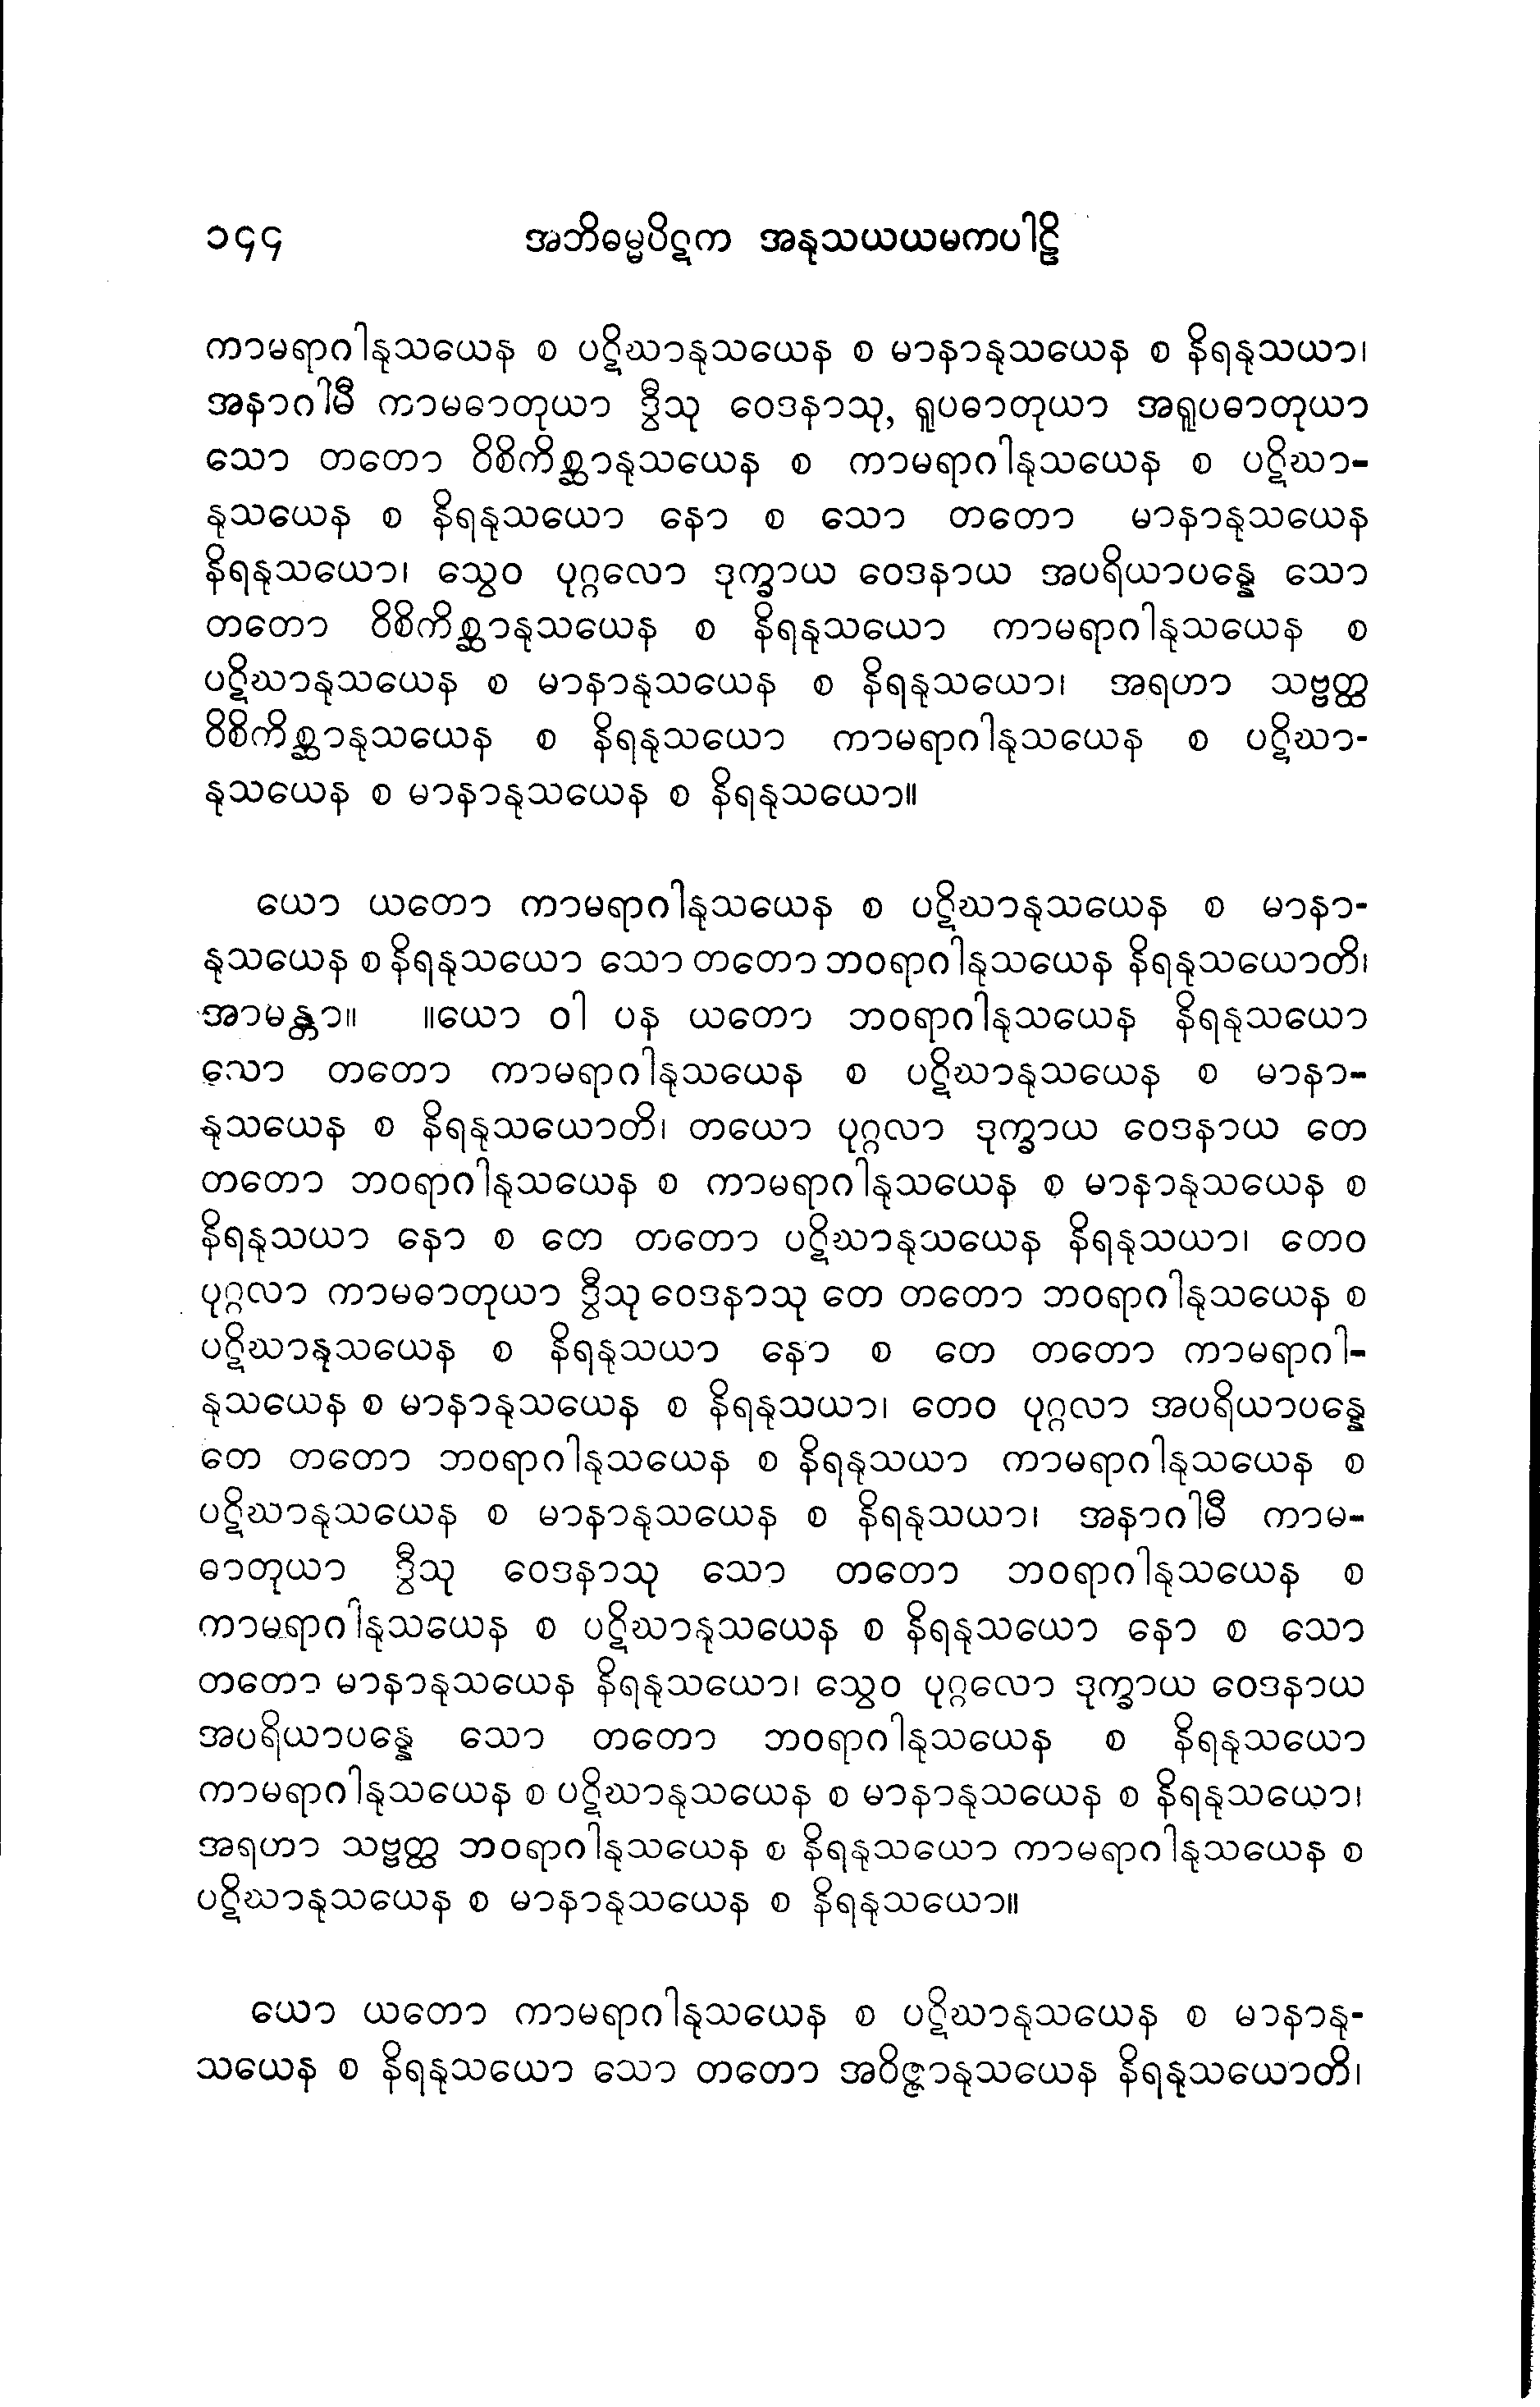 ၁၄၄ အဘိဓမ္မပိဋက အနုသယယမကပါဠိ
ကာမရာဂါနုသယေန စ ပဋိဃာနုသယေန စ မာနာနုသယေန စ နိရနုသယာ၊
အနာဂါမီ ကာမဓာတုယာ ဒွီသု ဝေဒနာသု, ရူပဓာတုယာ အရူပဓာတုယာ
သော တတော ဝိစိကိစ္ဆာနုသယေန စ ကာမရာဂါနုသယေန စ ပဋိဃာ-
နုသယေန စ နိရနုသယော နော စ သော တတော မာနာနုသယေန
နိရနုသယော၊ သွေဝ ပုဂ္ဂလော ဒုက္ခာယ ဝေဒနာယ အပရိယာပန္နေ သော
တတော ဝိစိကိစ္ဆာနုသယေန စ နိရနုသယော ကာမရာဂါနုသယေန စ
ပဋိဃာနုသယေန စ မာနာနုသယေန စ နိရနုသယော၊ အရဟာ သဗ္ဗတ္ထ
ဝိစိကိစ္ဆာနုသယေန စ နိရနုသယော ကာမရာဂါနုသယေန စ ပဋိဃာ-
နုသယေန စ မာနာနုသယေန စ နိရနုသယော။
ယော ယတော ကာမရာဂါနုသယေန စ ပဋိဃာနုသယေန စ မာနာ-
နုသယေန စ နိရနုသယော သော တတော ဘဝရာဂါနုသယေန နိရနုသယောတိ၊
အာမန္တာ။ ။ယော ဝါ ပန ယတော ဘဝရာဂါနုသယေန နိရနုသယော
သော တတော ကာမရာဂါနုသယေန စ ပဋိဃာနုသယေန စ မာနာ-
နုသယေန စ နိရနုသယောတိ၊ တယော ပုဂ္ဂလာ ဒုက္ခာယ ဝေဒနာယ တေ
တတော ဘဝရာဂါနုသယေန စ ကာမရာဂါနုသယေန စ မာနာနုသယေန စ
နိရနုသယာ နော စ တေ တတော ပဋိဃာနုသယေန နိရနုသယာ၊ တေဝ
ပုဂ္ဂလာ ကာမဓာတုယာ ဒွီသု ဝေဒနာသု တေ တတော ဘဝရာဂါနုသယေန စ
ပဋိဃာနုသယေန စ နိရနုသယာ နော စ တေ တတော ကာမရာဂါ-
နုသယေန စ မာနာနုသယေန စ နိရနုသယာ၊ တေဝ ပုဂ္ဂလာ အပရိယာပန္နေ
တေ တတော ဘဝရာဂါနုသယေန စ နိရနုသယာ ကာမရာဂါနုသယေန စ
ပဋိဃာနုသယေန စ မာနာနုသယေန စ နိရနုသယာ၊ အနာဂါမီ ကာမ-
ဓာတုယာ ဒွီသု ဝေဒနာသု သော တတော ဘဝရာဂါနုသယေန စ
ကာမရာဂါနုသယေန စ ပဋိဃာနုသယေန စ နိရနုသယော နော စ သော
တတော မာနာနုသယေန နိရနုသယော၊ သွေဝ ပုဂ္ဂလော ဒုက္ခာယ ဝေဒနာယ
အပရိယာပန္နေ သော တတော ဘဝရာဂါနုသယေန စ နိရနုသယော
ကာမရာဂါနုသယေန စ ပဋိဃာနုသယေန စ မာနာနုသယေန စ နိရနုသယော၊
အရဟာ သဗ္ဗတ္ထ ဘဝရာဂါနုသယေန စ နိရနုသယော ကာမရာဂါနုသယေန စ
ပဋိဃာနုသယေန စ မာနာနုသယေန စ နိရနုသယော။
ယော ယတော ကာမရာဂါနုသယေန စ ပဋိဃာနုသယေန စ မာနာနု-
သယေန စ နိရနုသယော သော တတော အဝိဇ္ဇာနုသယေန နိရနုသယောတိ၊